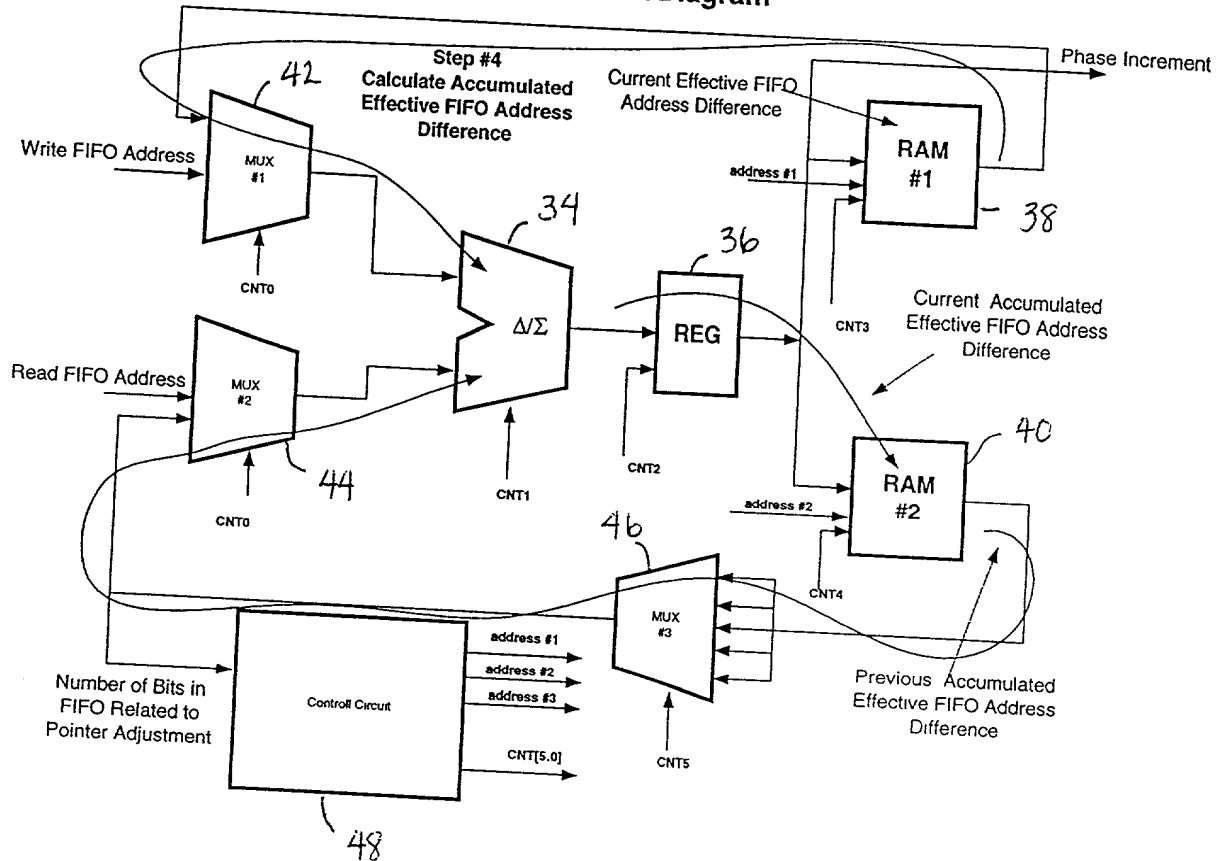 Diagram
Step #4
Calculate Accumulated
Effective FIFO Address
Difference
42
Write FIFO Address
MUX
#1
CNT0
34
Δ/Σ
CNT1
36
REG
CNT2
Current Effective FIFO
Address Difference
Phase Increment
RAM
#1
address #1
38
CNT3
Current Accumulated
Effective FIFO Address
Difference
Read FIFO Address
MUX
#2
44
CNT0
40
RAM
#2
address #2
CNT4
46
MUX
#3
CNT5
Previous Accumulated
Effective FIFO Address
Difference
Number of Bits in
FIFO Related to
Pointer Adjustment
Controll Circuit
address #1
address #2
address #3
CNT[5.0]
48